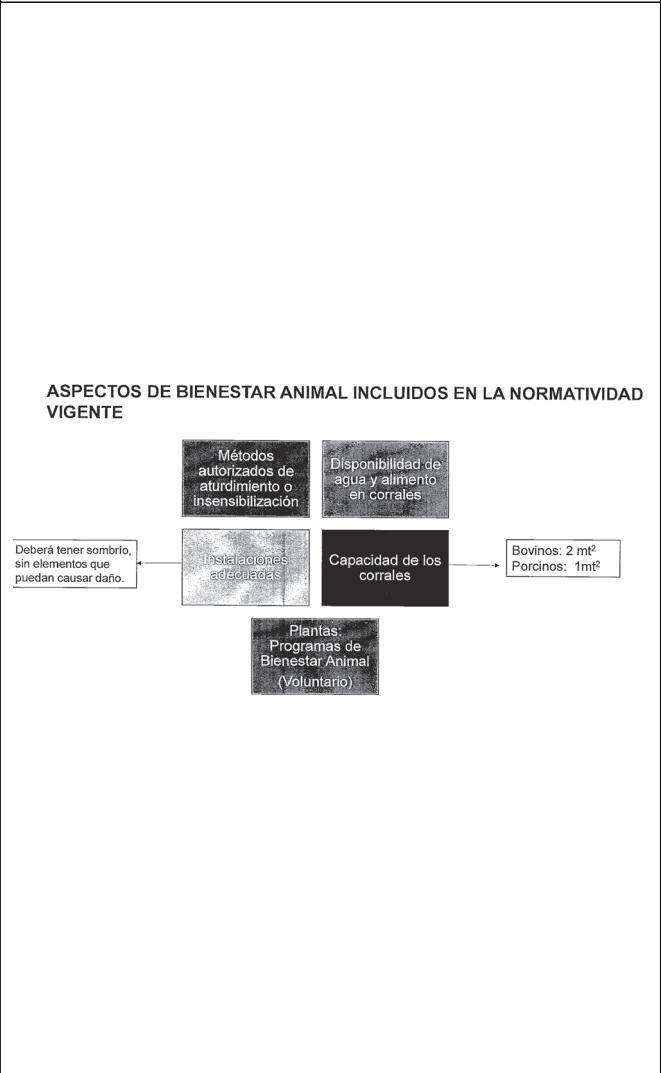 ASPECTOS DE BIENESTAR ANIMAL INCLUIDOS EN LA NORMATIVIDAD
VIGENTE
Métodos
autorizados de
aturdimiento o
insensibilización
Disponibilidad de
agua y alimento
en corrales
Deberá tener sombrío,
sin elementos que
puedan causar daño.
Instalaciones
adecuadas
Capacidad de los
corrales
Bovinos: 2 mt²
Porcinos: 1mt²
Plantas:
Programas de
Bienestar Animal
(Voluntario)